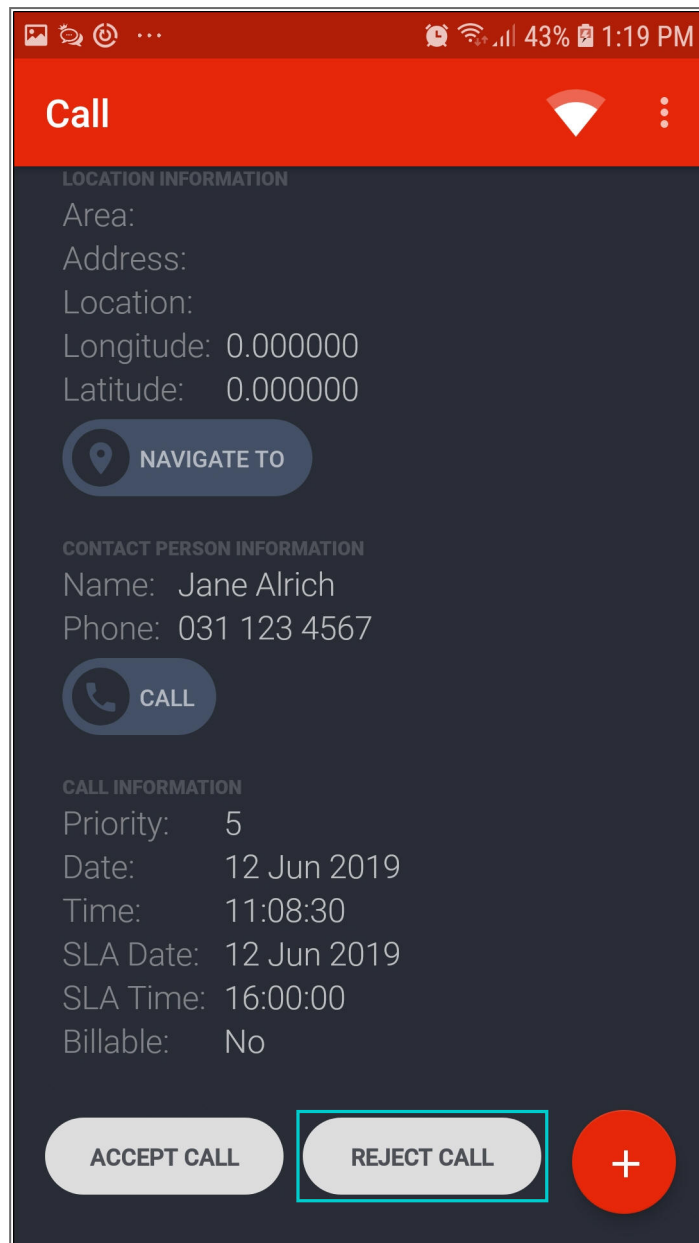 43% 1:19 PM
Call
LOCATION INFORMATION
Area:
Address:
Location:
Longitude: 0.000000
Latitude: 0.000000
NAVIGATE TO
CONTACT PERSON INFORMATION
Name: Jane Alrich
Phone: 031 123 4567
CALL
CALL INFORMATION
Priority: 5
Date: 12 Jun 2019
Time: 11:08:30
SLA Date: 12 Jun 2019
SLA Time: 16:00:00
Billable: No
ACCEPT CALL REJECT CALL +